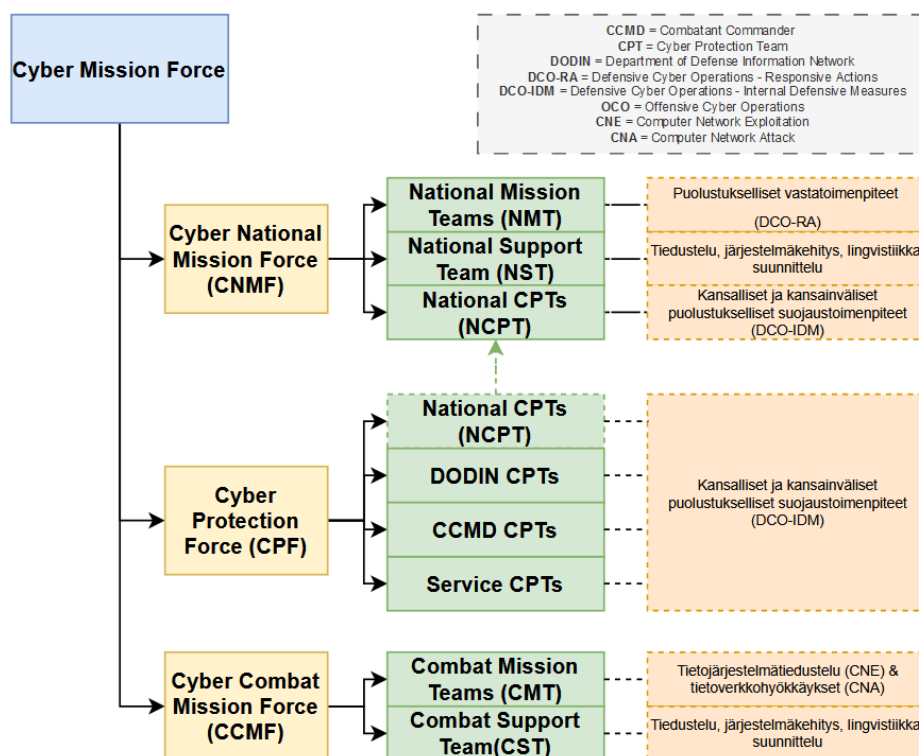 Cyber Mission Force
CCMD = Combatant Commander
CPT = Cyber Protection Team
DODIN = Department of Defense Information Network
DCO-RA = Defensive Cyber Operations - Responsive Actions
DCO-IDM = Defensive Cyber Operations - Internal Defensive Measures
OCO = Offensive Cyber Operations
CNE = Computer Network Exploitation
CNA = Computer Network Attack
Cyber National
Mission Force
(CNMF)
National Mission
Teams (NMT)
Puolustukselliset vastatoimenpiteet
(DCO-RA)
National Support
Team (NST)
Tiedustelu, järjestelmäkehitys, lingvistiikka
suunnittelu
National CPTs
(NCPT)
Kansalliset ja kansainväliset
puolustukselliset suojaustoimenpiteet
(DCO-IDM)
Cyber
Protection
Force (CPF)
National CPTs
(NCPT)
DODIN CPTs
CCMD CPTs
Service CPTs
Kansalliset ja kansainväliset
puolustukselliset suojaustoimenpiteet
(DCO-IDM)
Cyber Combat
Mission Force
(CCMF)
Combat Mission
Teams (CMT)
Tietojärjestelmätiedustelu (CNE) &
tietoverkkohyökkäykset (CNA)
Combat Support
Team(CST)
Tiedustelu, järjestelmäkehitys, lingvistiikka
suunnittelu